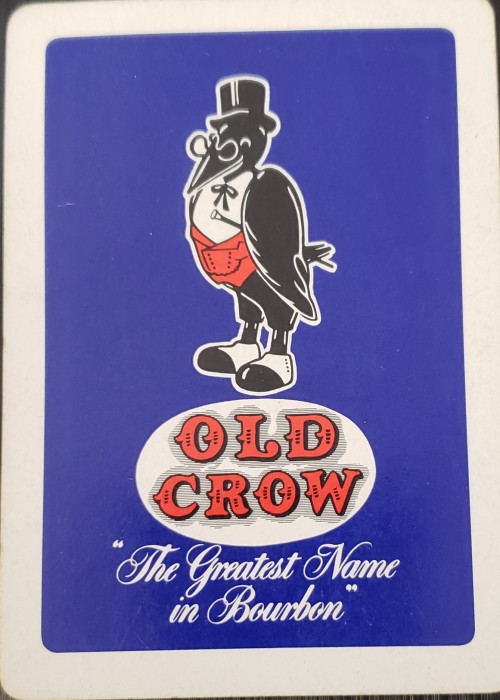 OLD
CROW
“The Greatest Name
in Bourbon”